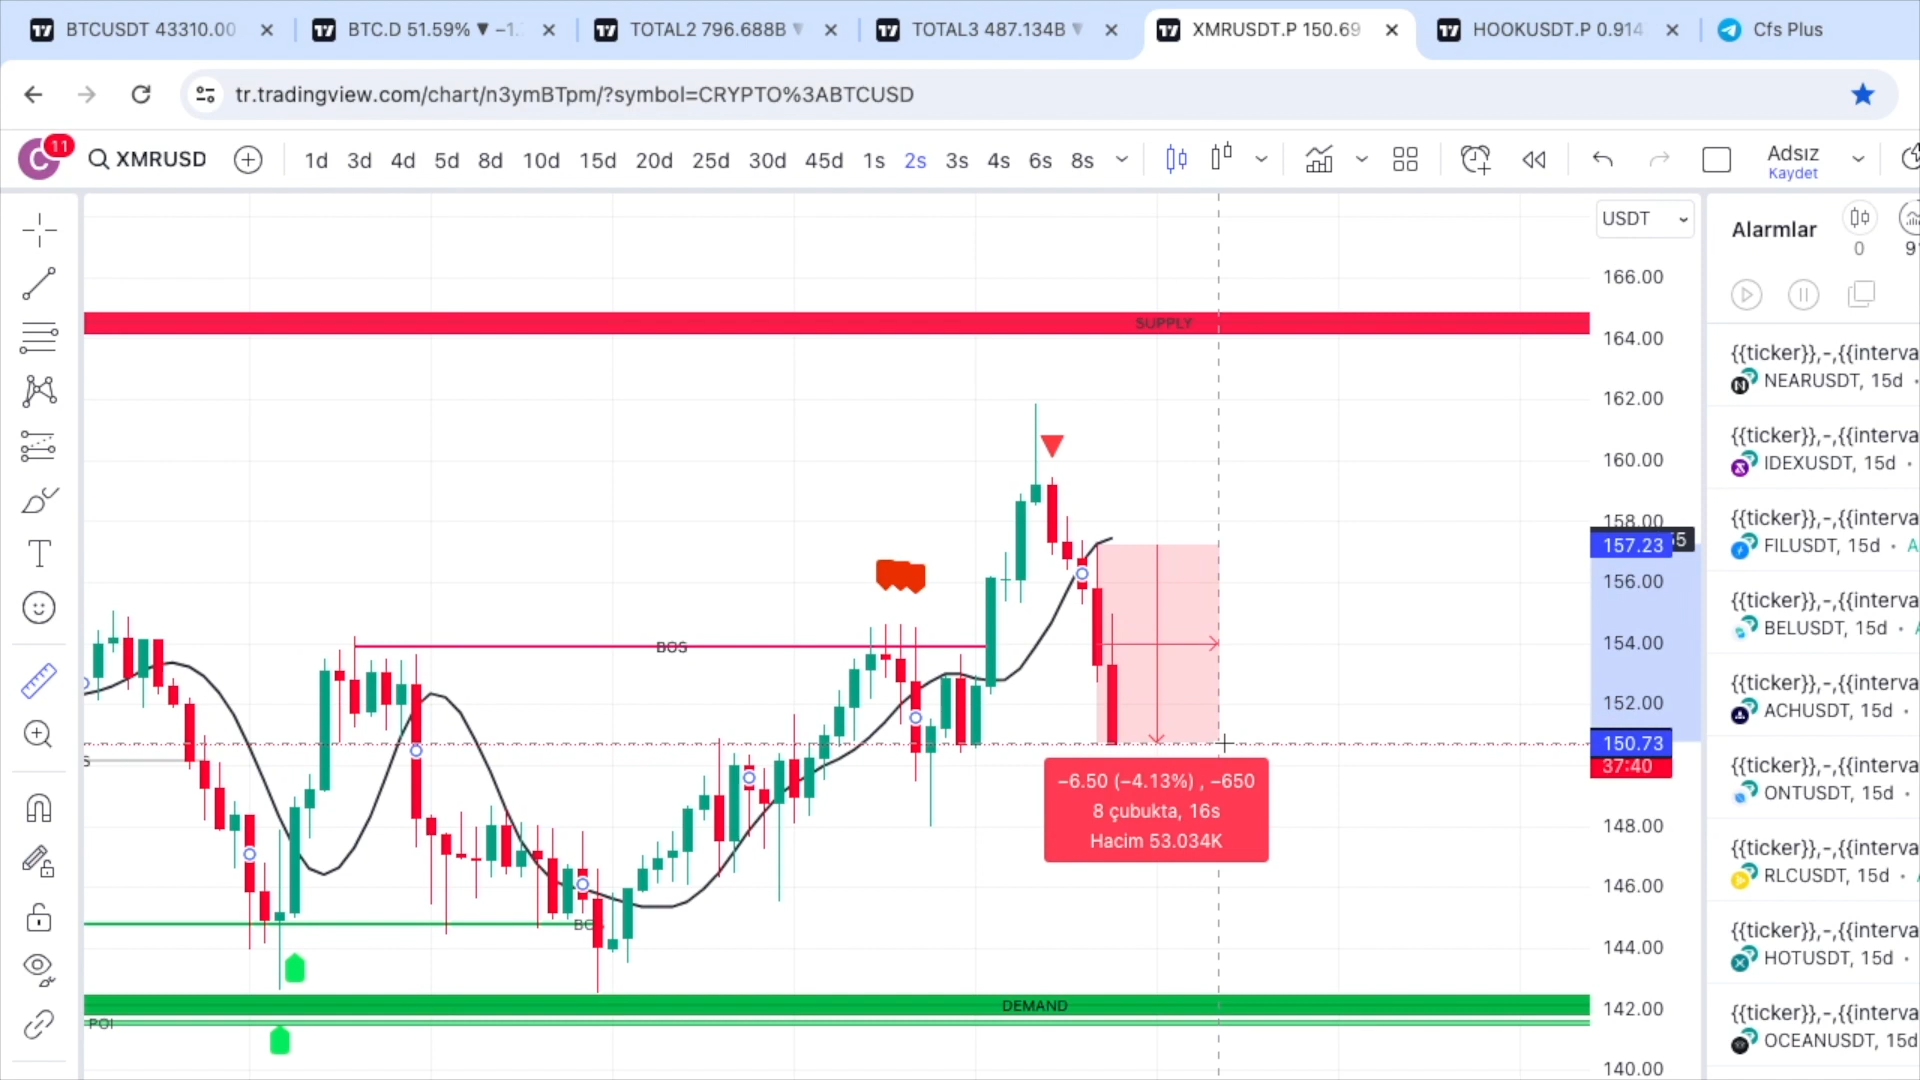 BTCUSDT 43310.00
BTC.D 51.59% ▼ −1.
TOTAL2 796.688B ▼
TOTAL3 487.134B ▼
XMRUSDT.P 150.69
HOOKUSDT.P 0.914
Cfs Plus
tr.tradingview.com/chart/n3ymBTpm/?symbol=CRYPTO%3ABTCUSD
C
11
XMRUSD
1d 3d 4d 5d 8d 10d 15d 20d 25d 30d 45d 1s 2s 3s 4s 6s 8s
Adsız
Kaydet
USDT
Alarmlar
0
9
166.00
SUPPLY
164.00
162.00
160.00
158.00
157.23
156.00
154.00
152.00
150.73
37:40
148.00
146.00
144.00
142.00
140.00
BOS
−6.50 (−4.13%) , −650
8 çubukta, 16s
Hacim 53.034K
DEMAND
POI
{{ticker}},-,{{interva
NEARUSDT, 15d •
{{ticker}},-,{{interva
IDEXUSDT, 15d •
{{ticker}},-,{{interva
FILUSDT, 15d • A
{{ticker}},-,{{interva
BELUSDT, 15d •
{{ticker}},-,{{interva
ACHUSDT, 15d •
{{ticker}},-,{{interva
ONTUSDT, 15d •
{{ticker}},-,{{interva
RLCUSDT, 15d •
{{ticker}},-,{{interva
HOTUSDT, 15d •
{{ticker}},-,{{interva
OCEANUSDT, 15d